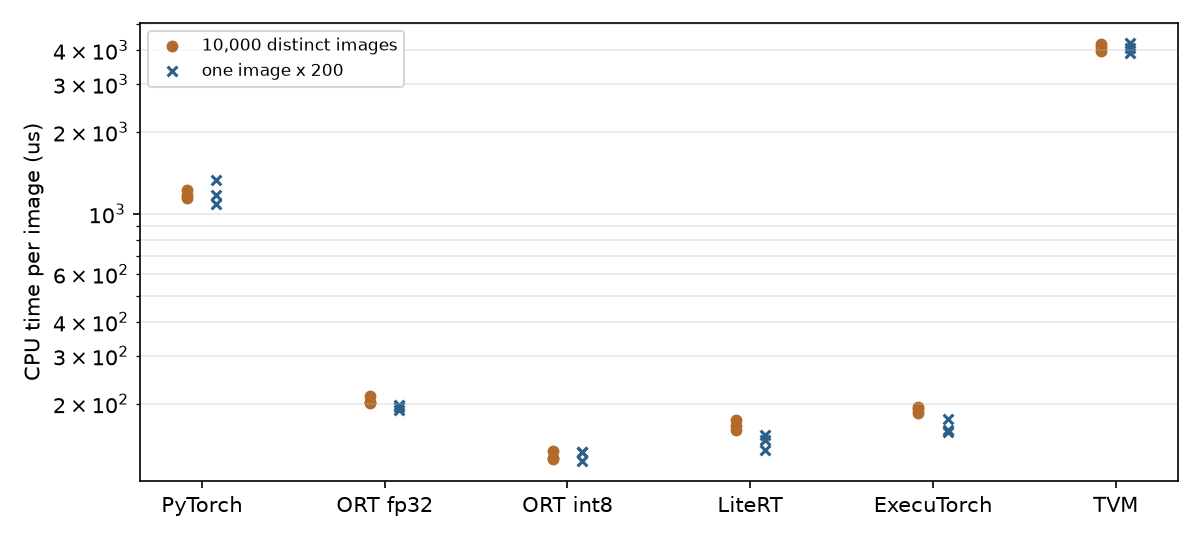 10,000 distinct images
one image x 200
CPU time per image (us)
4 × 10³
3 × 10³
2 × 10³
10³
6 × 10²
4 × 10²
3 × 10²
2 × 10²
PyTorch
ORT fp32
ORT int8
LiteRT
ExecuTorch
TVM